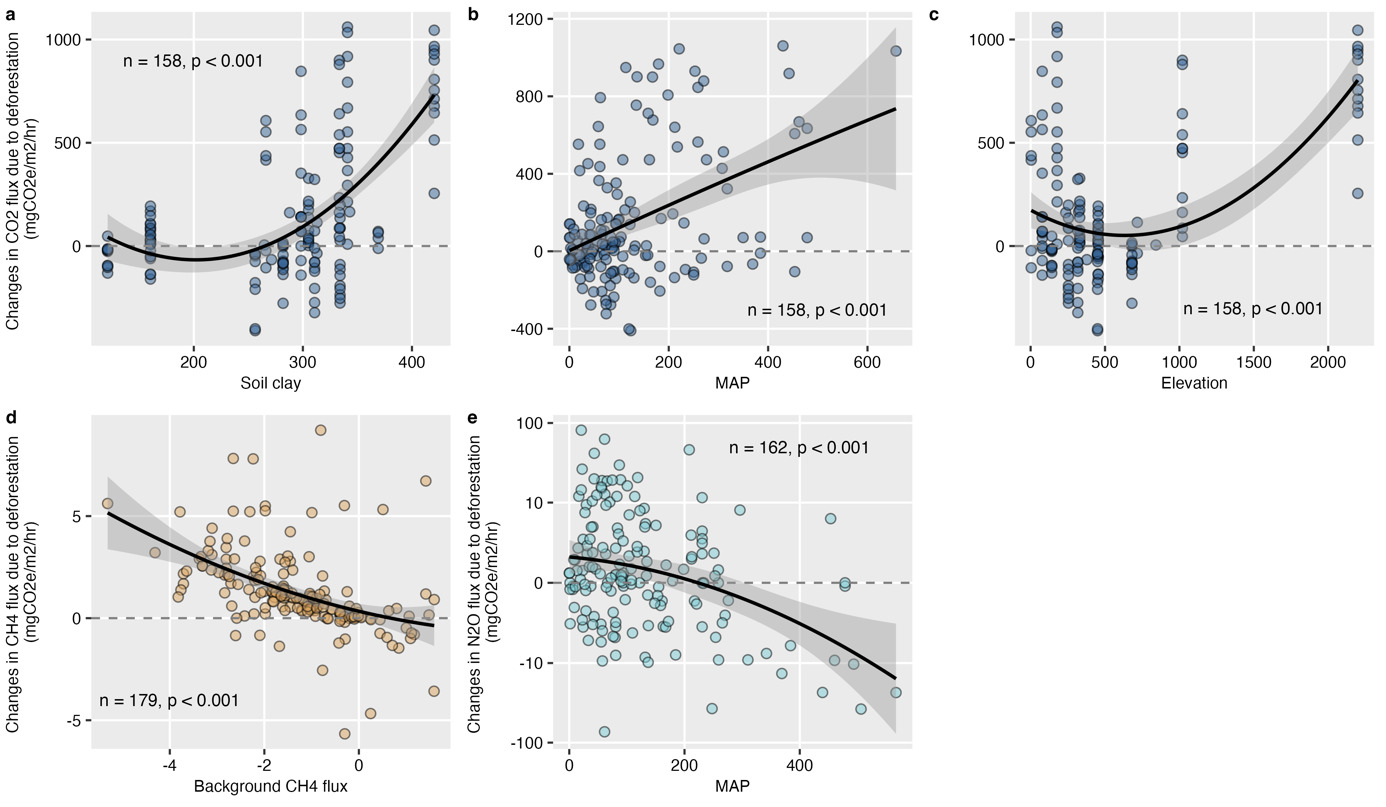 a
Changes in CO2 flux due to deforestation
(mgCO2e/m2/hr)
1000
500
0
n = 158, p < 0.001
200
300
400
Soil clay
b
1200
800
400
0
-400
n = 158, p < 0.001
0
200
400
600
MAP
c
1000
500
0
n = 158, p < 0.001
0
500
1000
1500
2000
Elevation
d
Changes in CH4 flux due to deforestation
(mgCO2e/m2/hr)
5
0
-5
n = 179, p < 0.001
-4
-2
0
Background CH4 flux
e
Changes in N2O flux due to deforestation
(mgCO2e/m2/hr)
100
10
0
-10
-100
n = 162, p < 0.001
0
200
400
MAP